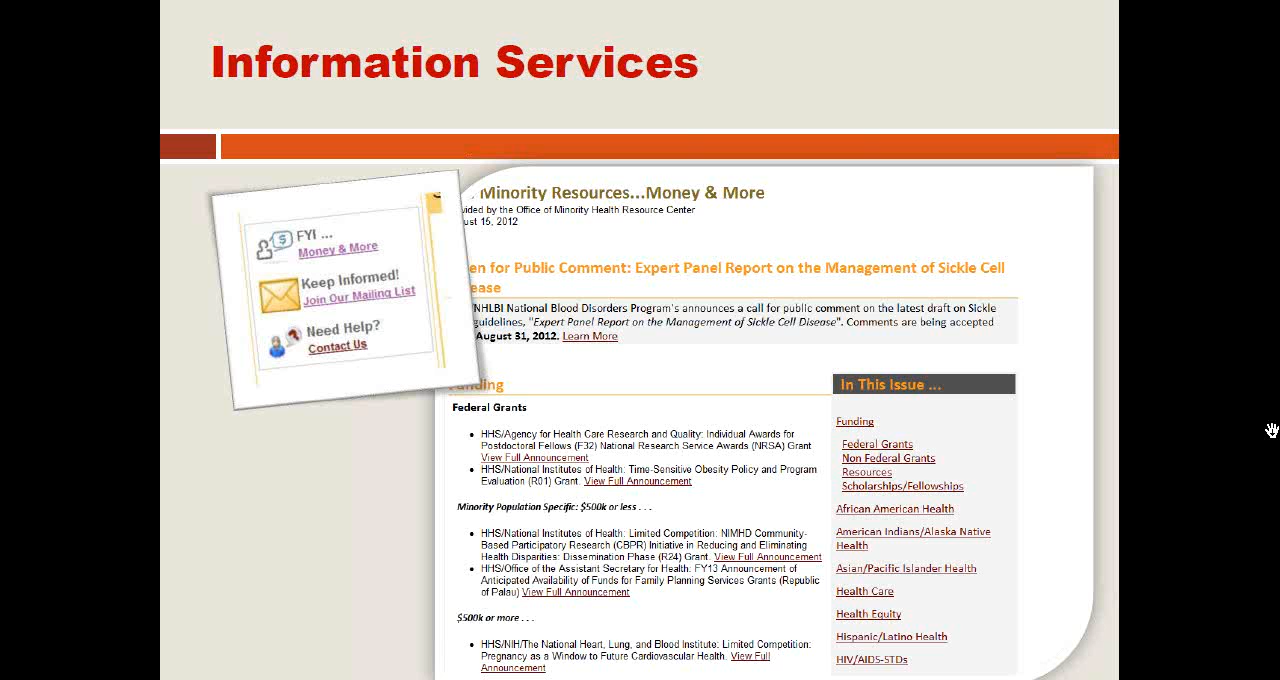 Information Services
FYI ...
Money & More
Keep Informed!
Join Our Mailing List
Need Help?
Contact Us
Minority Resources...Money & More
vided by the Office of Minority Health Resource Center
ust 15, 2012
en for Public Comment: Expert Panel Report on the Management of Sickle Cell
ease
NHLBI National Blood Disorders Program's announces a call for public comment on the latest draft on Sickle
guidelines, "Expert Panel Report on the Management of Sickle Cell Disease". Comments are being accepted
August 31, 2012. Learn More
Funding
Federal Grants
HHS/Agency for Health Care Research and Quality: Individual Awards for
Postdoctoral Fellows (F32) National Research Service Awards (NRSA) Grant
View Full Announcement
HHS/National Institutes of Health: Time-Sensitive Obesity Policy and Program
Evaluation (R01) Grant. View Full Announcement
Minority Population Specific: $500k or less . . .
HHS/National Institutes of Health: Limited Competition: NIMHD Community-
Based Participatory Research (CBPR) Initiative in Reducing and Eliminating
Health Disparities: Dissemination Phase (R24) Grant. View Full Announcement
HHS/Office of the Assistant Secretary for Health: FY13 Announcement of
Anticipated Availability of Funds for Family Planning Services Grants (Republic
of Palau) View Full Announcement
$500k or more . . .
HHS/NIH/The National Heart, Lung, and Blood Institute: Limited Competition:
Pregnancy as a Window to Future Cardiovascular Health. View Full
Announcement
In This Issue ...
Funding
Federal Grants
Non Federal Grants
Resources
Scholarships/Fellowships
African American Health
American Indians/Alaska Native
Health
Asian/Pacific Islander Health
Health Care
Health Equity
Hispanic/Latino Health
HIV/AIDS-STDs